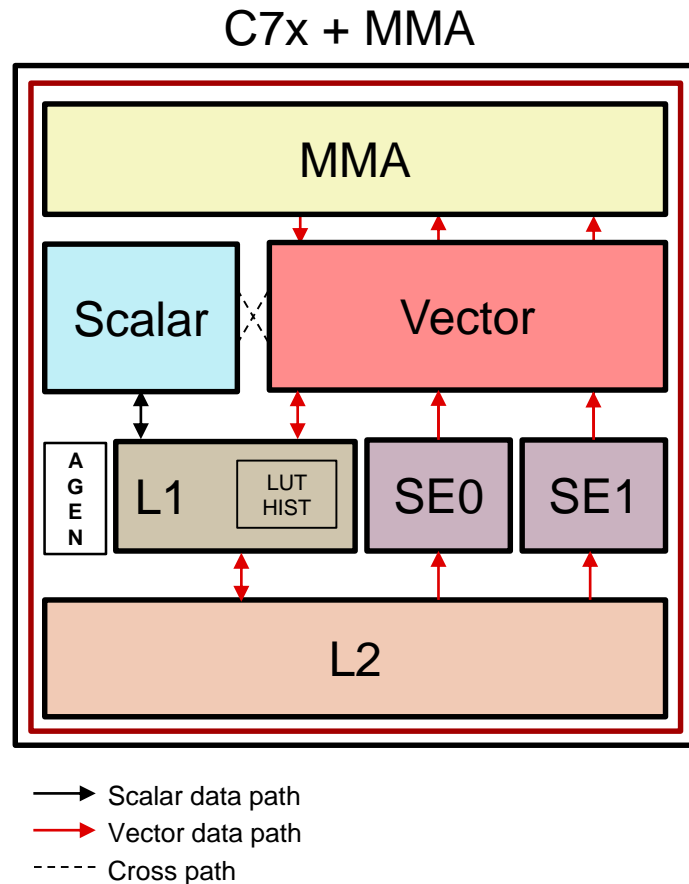 C7x + MMA
MMA
Scalar
Vector
A
G
E
N
L1
LUT
HIST
SE0
SE1
L2
Scalar data path
Vector data path
Cross path